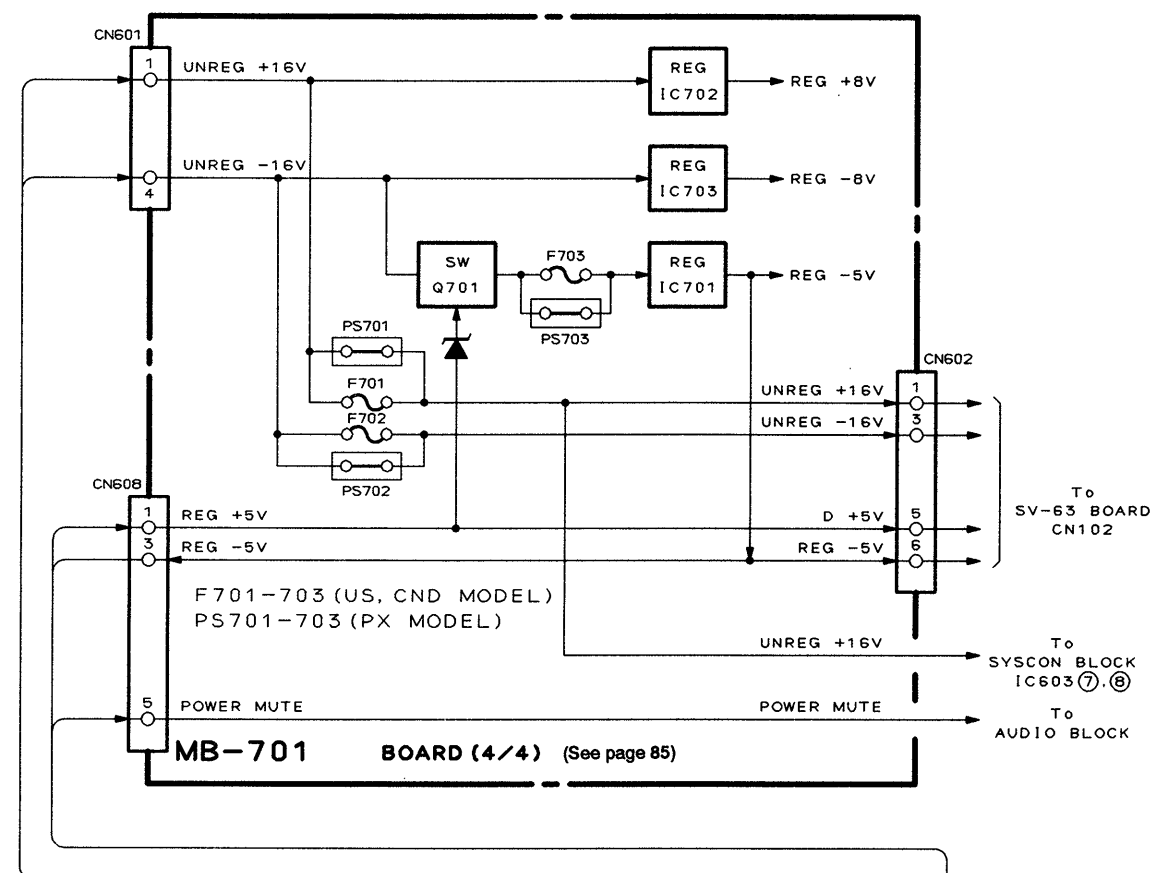 CN601
1
UNREG +16V
REG
IC702
REG +8V
UNREG -16V
4
REG
IC703
REG -8V
SW
Q701
F703
PS703
REG
IC701
REG -5V
PS701
F701
F702
PS702
CN602
UNREG +16V
1
UNREG -16V
3
CN608
1
REG +5V
D +5V
5
3
REG -5V
REG -5V
6
To
SV-63 BOARD
CN102
F701-703 (US, CND MODEL)
PS701-703 (PX MODEL)
UNREG +16V
To
SYSCON BLOCK
IC603⑦,⑧
5
POWER MUTE
POWER MUTE
To
AUDIO BLOCK
MB-701 BOARD (4/4) (See page 85)